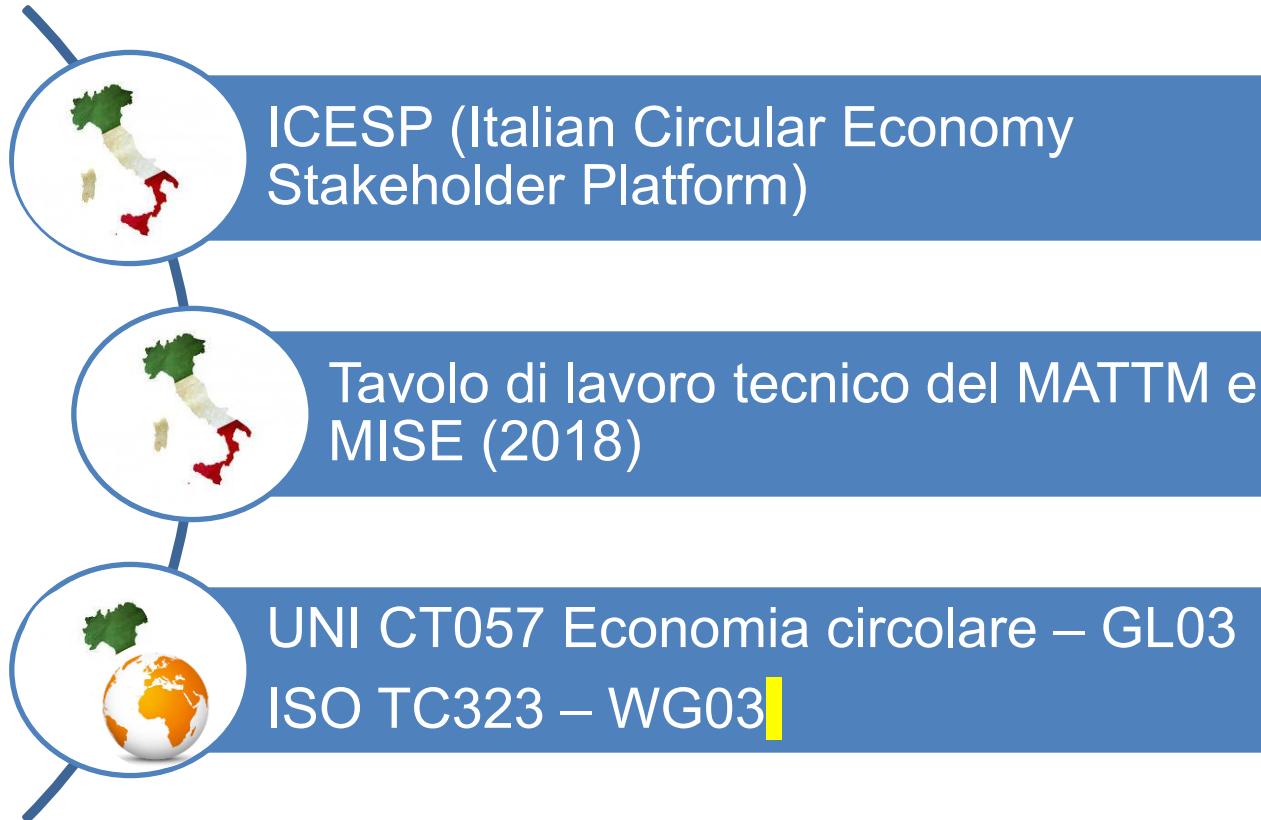 ICESP (Italian Circular Economy
Stakeholder Platform)
Tavolo di lavoro tecnico del MATTM e
MISE (2018)
UNI CT057 Economia circolare – GL03
ISO TC323 – WG03